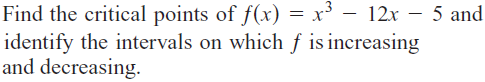 Find the critical points of f(x) = x³ − 12x − 5 and
identify the intervals on which f is increasing
and decreasing.